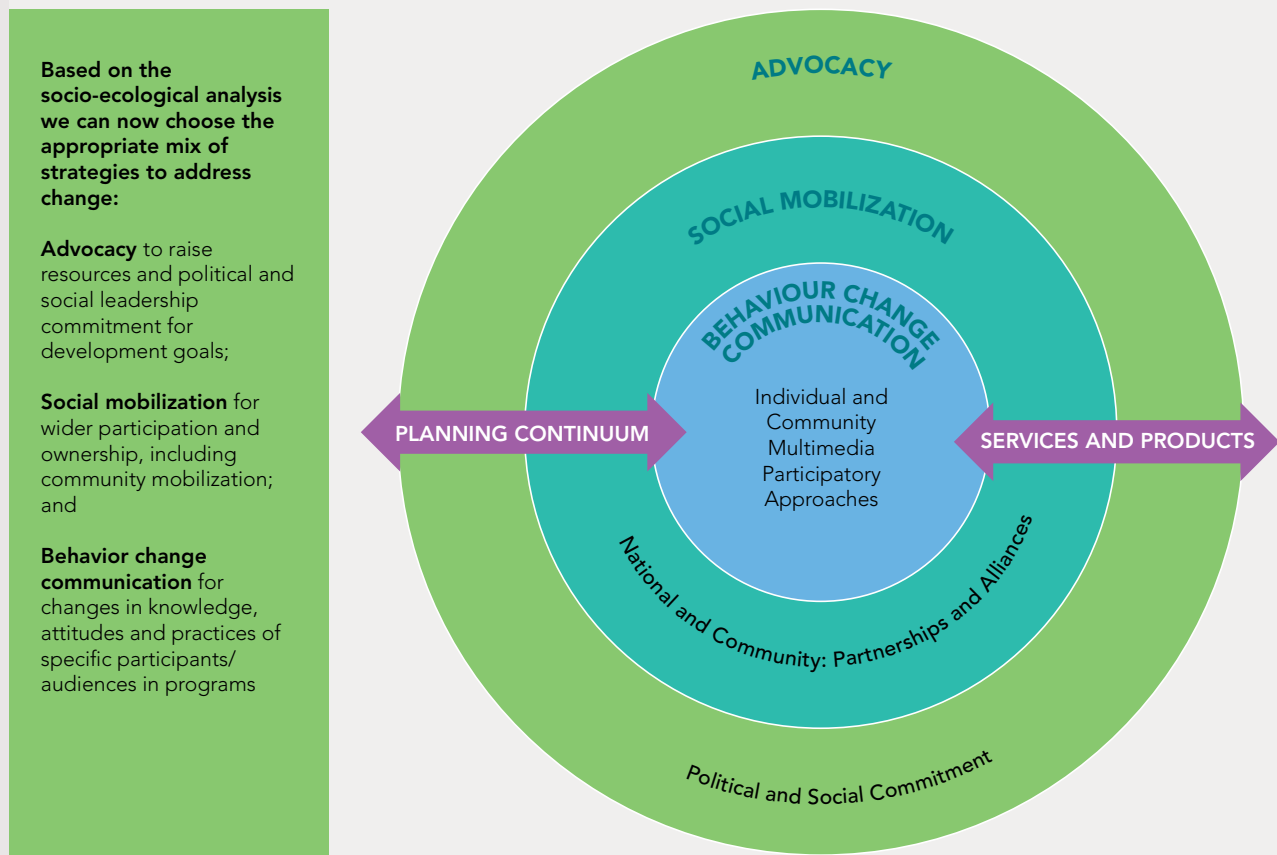 Based on the
socio-ecological analysis
we can now choose the
appropriate mix of
strategies to address
change:
Advocacy to raise
resources and political and
social leadership
commitment for
development goals;
Social mobilization for
wider participation and
ownership, including
community mobilization;
and
Behavior change
communication for
changes in knowledge,
attitudes and practices of
specific participants/
audiences in programs
ADVOCACY
SOCIAL MOBILIZATION
BEHAVIOUR CHANGE
COMMUNICATION
Individual and
Community
Multimedia
Participatory
Approaches
PLANNING CONTINUUM
SERVICES AND PRODUCTS
National and Community: Partnerships and Alliances
Political and Social Commitment